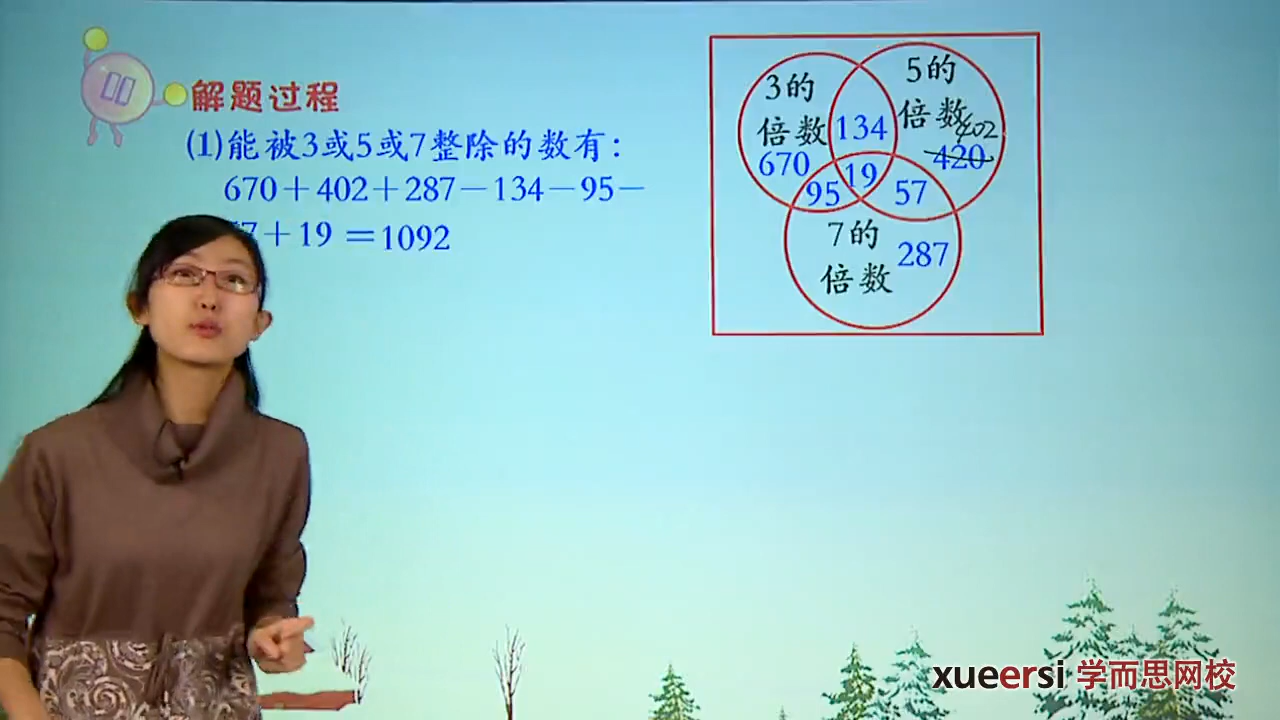 解题过程
(1)能被3或5或7整除的数有：
670＋402＋287－134－95－
7＋19＝1092
3的
倍数
670
134
5的
倍数
402
420
95
19
57
7的
倍数
287
xueersi 学而思网校